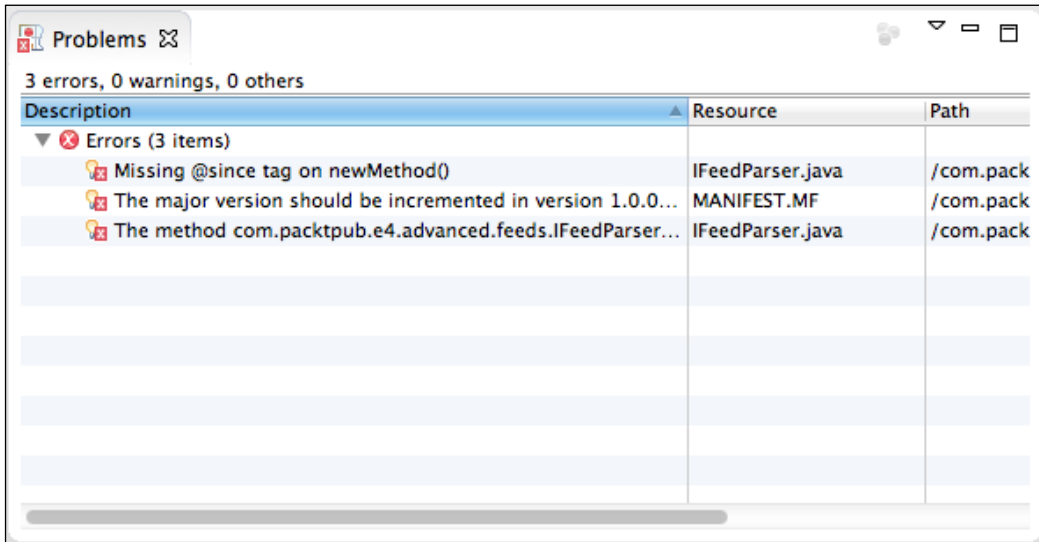 Problems
3 errors, 0 warnings, 0 others
Description Resource Path
Errors (3 items)
Missing @since tag on newMethod() IFeedParser.java /com.pack
The major version should be incremented in version 1.0.0... MANIFEST.MF /com.pack
The method com.packtpub.e4.advanced.feeds.IFeedParser... IFeedParser.java /com.pack